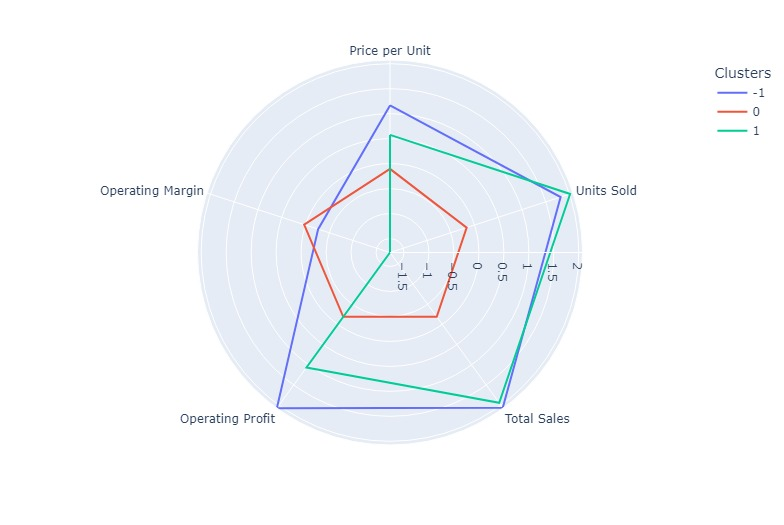 Price per Unit
Clusters
-1
0
1
Operating Margin
Units Sold
−1.5
−1
−0.5
0
0.5
1
1.5
2
Operating Profit
Total Sales